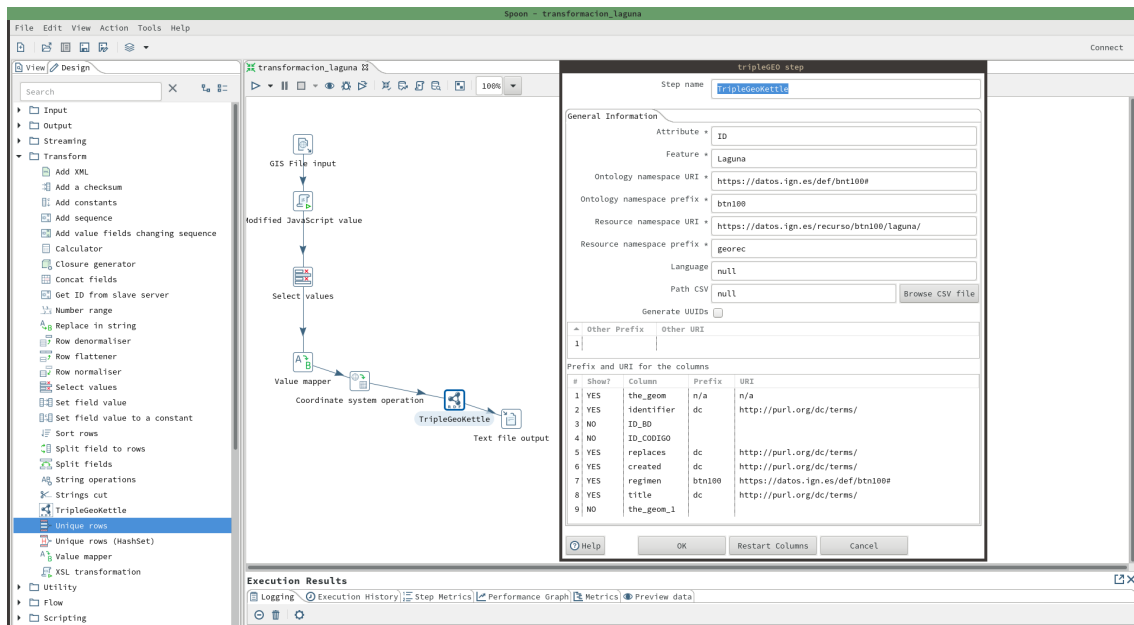 Spoon - transformacion_laguna
File Edit View Action Tools Help
Connect
View Design
Search
Input
Output
Streaming
Transform
Add XML
Add a checksum
Add constants
Add sequence
Add value fields changing sequence
Calculator
Closure generator
Concat fields
Get ID from slave server
Number range
Replace in string
Row denormaliser
Row flattener
Row normaliser
Select values
Set field value
Set field value to a constant
Sort rows
Split field to rows
Split fields
String operations
Strings cut
TripleGeoKettle
Unique rows
Unique rows (HashSet)
Value mapper
XSL transformation
Utility
Flow
Scripting
transformacion_laguna
100%
GIS File input
Modified JavaScript value
Select values
Value mapper
Coordinate system operation
TripleGeoKettle
Text file output
tripleGEO step
Step name TripleGeoKettle
General Information
Attribute * ID
Feature * Laguna
Ontology namespace URI * https://datos.ign.es/def/bnt100#
Ontology namespace prefix * btn100
Resource namespace URI * https://datos.ign.es/recurso/btn100/laguna/
Resource namespace prefix * georec
Language null
Path CSV null Browse CSV file
Generate UUIDs
Other Prefix Other URI
1
Prefix and URI for the columns
# Show? Column Prefix URI
1 YES the_geom n/a n/a
2 YES identifier dc http://purl.org/dc/terms/
3 NO ID_BD
4 NO ID_CODIGO
5 YES replaces dc http://purl.org/dc/terms/
6 YES created dc http://purl.org/dc/terms/
7 YES regimen btn100 https://datos.ign.es/def/btn100#
8 YES title dc http://purl.org/dc/terms/
9 NO the_geom_1
Help OK Restart Columns Cancel
Execution Results
Logging Execution History Step Metrics Performance Graph Metrics Preview data